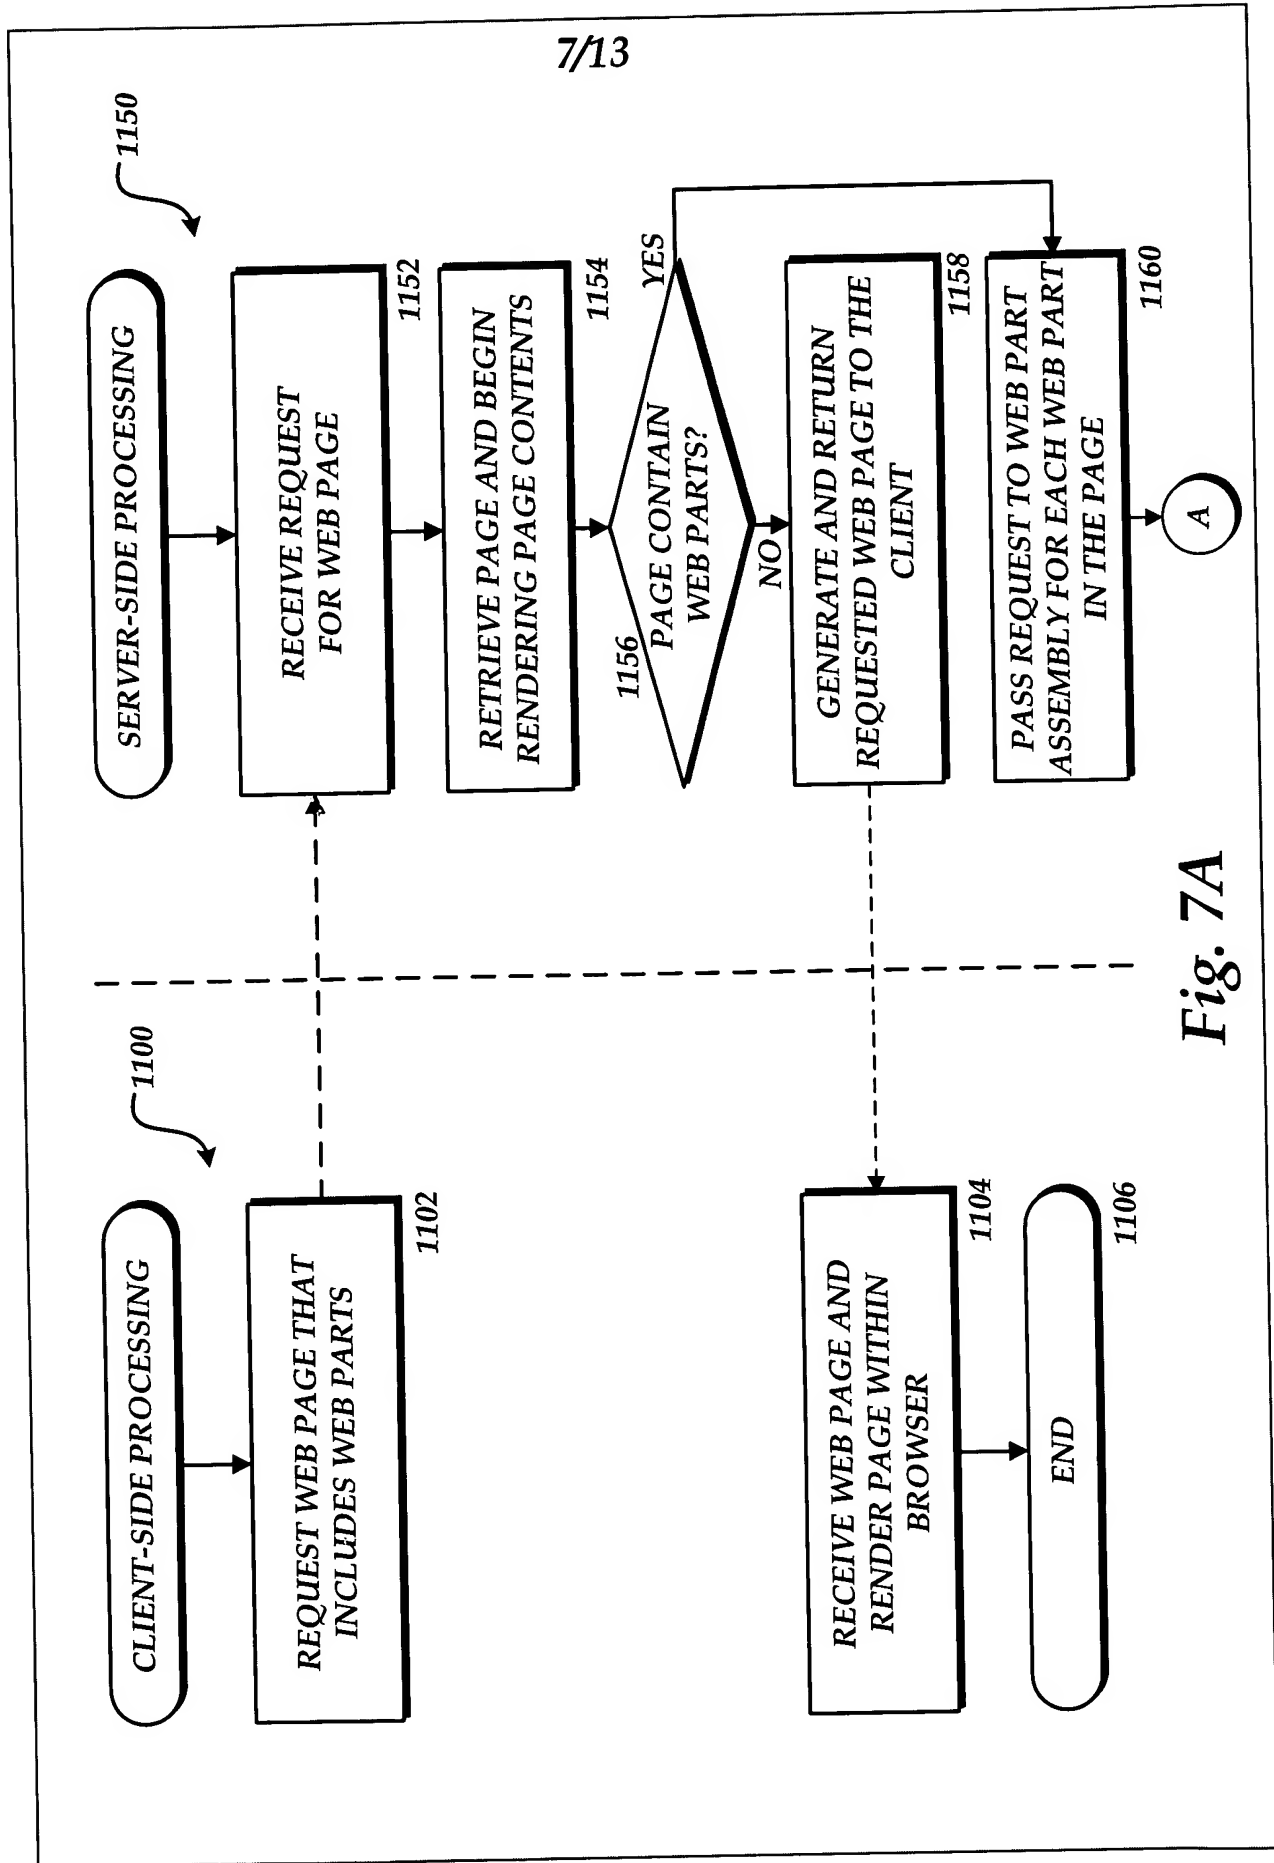 7/13
CLIENT-SIDE PROCESSING
1100
REQUEST WEB PAGE THAT
INCLUDES WEB PARTS
1102
RECEIVE WEB PAGE AND
RENDER PAGE WITHIN
BROWSER
1104
END
1106
SERVER-SIDE PROCESSING
1150
RECEIVE REQUEST
FOR WEB PAGE
1152
RETRIEVE PAGE AND BEGIN
RENDERING PAGE CONTENTS
1154
1156
PAGE CONTAIN
WEB PARTS?
YES
NO
GENERATE AND RETURN
REQUESTED WEB PAGE TO THE
CLIENT
1158
PASS REQUEST TO WEB PART
ASSEMBLY FOR EACH WEB PART
IN THE PAGE
1160
A
Fig. 7A